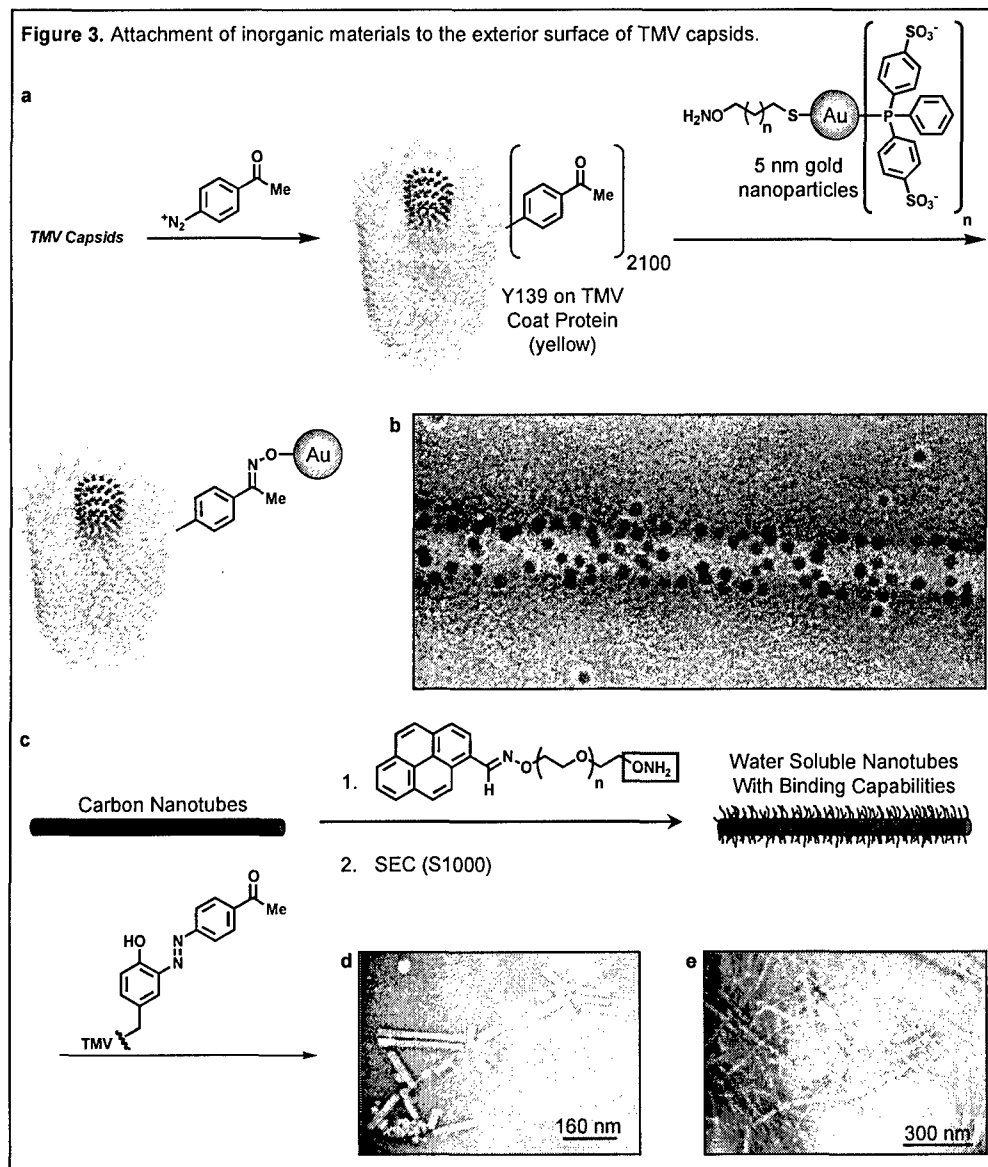 Figure 3. Attachment of inorganic materials to the exterior surface of TMV capsids.
a
TMV Capsids
+N2
O
Me
O
Me
2100
Y139 on TMV
Coat Protein
(yellow)
H2NO
n
S
Au
P
SO3-
SO3-
n
5 nm gold
nanoparticles
N
O
Au
Me
b
c
Carbon Nanotubes
1.
N
O
H
O
n
ONH2
2. SEC (S1000)
Water Soluble Nanotubes
With Binding Capabilities
HO
N
N
O
Me
TMV
d
160 nm
e
300 nm